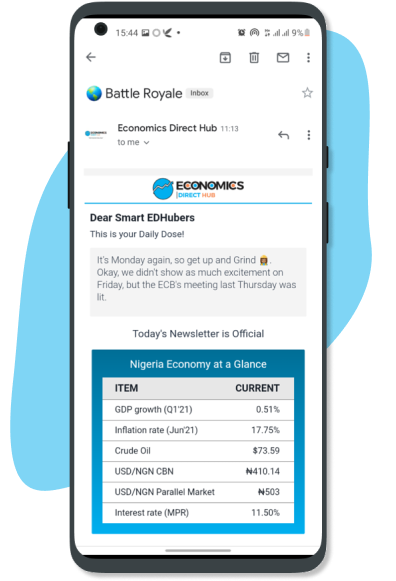 15:44 9%
Battle Royale Inbox
Economics Direct Hub 11:13
to me
ECONOMICS
DIRECT HUB
Dear Smart EDHubers
This is your Daily Dose!
It's Monday again, so get up and Grind
Okay, we didn't show as much excitement on
Friday, but the ECB's meeting last Thursday was
lit.
Today's Newsletter is Official
Nigeria Economy at a Glance
ITEM CURRENT
GDP growth (Q1'21) 0.51%
Inflation rate (Jun'21) 17.75%
Crude Oil $73.59
USD/NGN CBN ₦410.14
USD/NGN Parallel Market ₦503
Interest rate (MPR) 11.50%